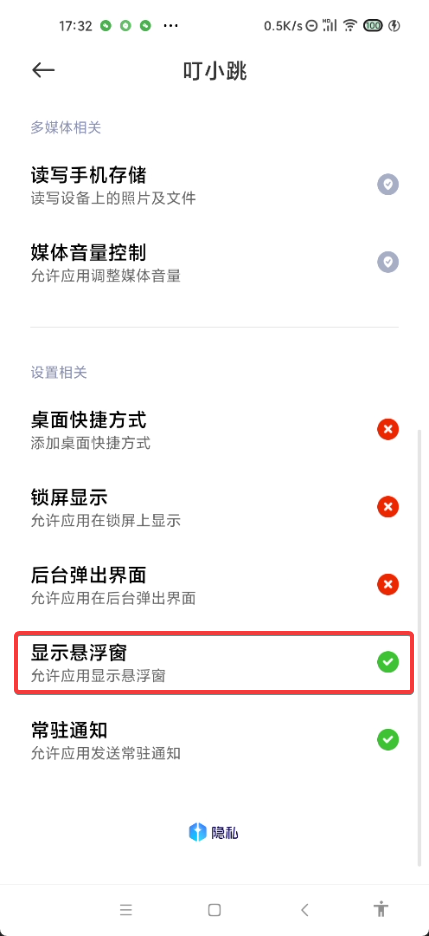 17:32 ... 0.5K/s HD 100
叮小跳
多媒体相关
读写手机存储
读写设备上的照片及文件
媒体音量控制
允许应用调整媒体音量
设置相关
桌面快捷方式
添加桌面快捷方式
锁屏显示
允许应用在锁屏上显示
后台弹出界面
允许应用在后台弹出界面
显示悬浮窗
允许应用显示悬浮窗
常驻通知
允许应用发送常驻通知
隐私